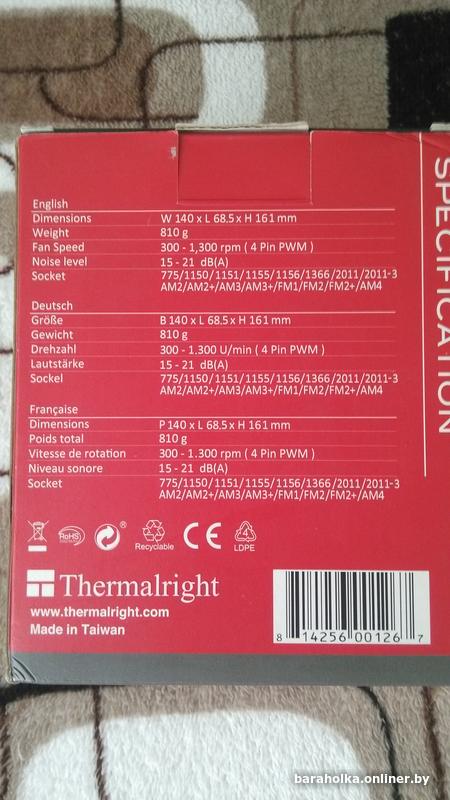 SPECIFICATION
English
Dimensions W 140 x L 68.5 x H 161 mm
Weight 810 g
Fan Speed 300 - 1,300 rpm ( 4 Pin PWM )
Noise level 15 - 21 dB(A)
Socket 775/1150/1151/1155/1156/1366/2011/2011-3
AM2/AM2+/AM3/AM3+/FM1/FM2/FM2+/AM4
Deutsch
Größe B 140 x L 68.5 x H 161 mm
Gewicht 810 g
Drehzahl 300 - 1.300 U/min ( 4 Pin PWM )
Lautstärke 15 - 21 dB(A)
Sockel 775/1150/1151/1155/1156/1366/2011/2011-3
AM2/AM2+/AM3/AM3+/FM1/FM2/FM2+/AM4
Française
Dimensions P 140 x L 68.5 x H 161 mm
Poids total 810 g
Vitesse de rotation 300 - 1.300 rpm ( 4 Pin PWM )
Niveau sonore 15 - 21 dB(A)
Socket 775/1150/1151/1155/1156/1366/2011/2011-3
AM2/AM2+/AM3/AM3+/FM1/FM2/FM2+/AM4
RoHS ® Recyclable CE 4 LDPE
Thermalright
www.thermalright.com
Made in Taiwan
8 14256 00126 7
baraholka.onliner.by